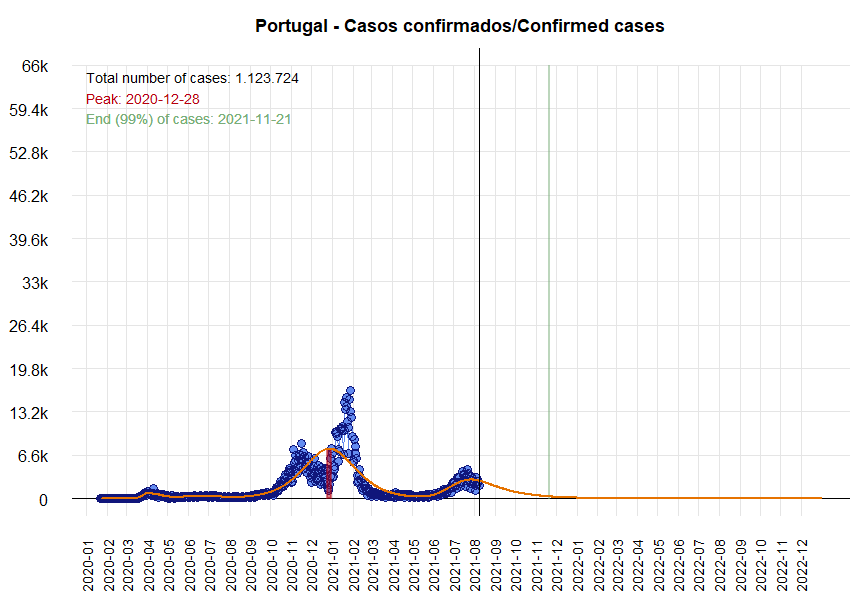 Portugal - Casos confirmados/Confirmed cases
66k
59.4k
52.8k
46.2k
39.6k
33k
26.4k
19.8k
13.2k
6.6k
0
Total number of cases: 1.123.724
Peak: 2020-12-28
End (99%) of cases: 2021-11-21
2020-01
2020-02
2020-03
2020-04
2020-05
2020-06
2020-07
2020-08
2020-09
2020-10
2020-11
2020-12
2021-01
2021-02
2021-03
2021-04
2021-05
2021-06
2021-07
2021-08
2021-09
2021-10
2021-11
2021-12
2022-01
2022-02
2022-03
2022-04
2022-05
2022-06
2022-07
2022-08
2022-09
2022-10
2022-11
2022-12